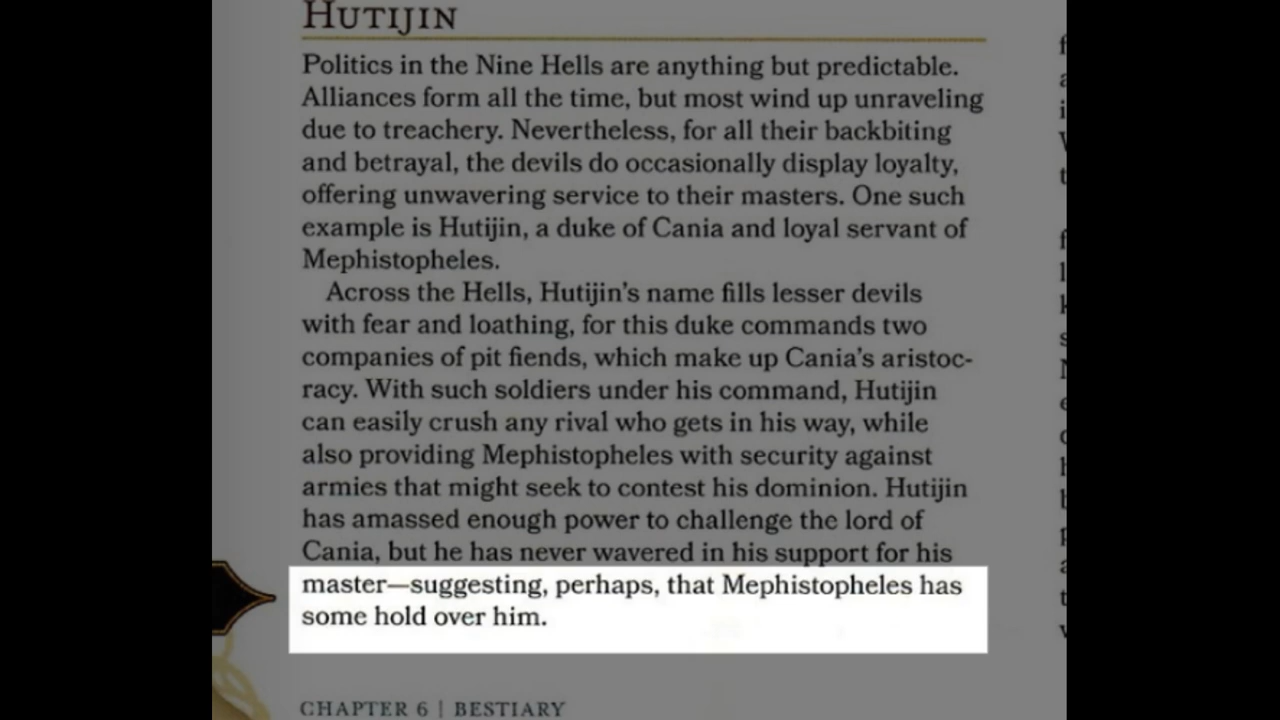 HUTIJIN
Politics in the Nine Hells are anything but predictable.
Alliances form all the time, but most wind up unraveling
due to treachery. Nevertheless, for all their backbiting
and betrayal, the devils do occasionally display loyalty,
offering unwavering service to their masters. One such
example is Hutijin, a duke of Cania and loyal servant of
Mephistopheles.
Across the Hells, Hutijin's name fills lesser devils
with fear and loathing, for this duke commands two
companies of pit fiends, which make up Cania's aristoc-
racy. With such soldiers under his command, Hutijin
can easily crush any rival who gets in his way, while
also providing Mephistopheles with security against
armies that might seek to contest his dominion. Hutijin
has amassed enough power to challenge the lord of
Cania, but he has never wavered in his support for his
master—suggesting, perhaps, that Mephistopheles has
some hold over him.
CHAPTER 6 | BESTIARY